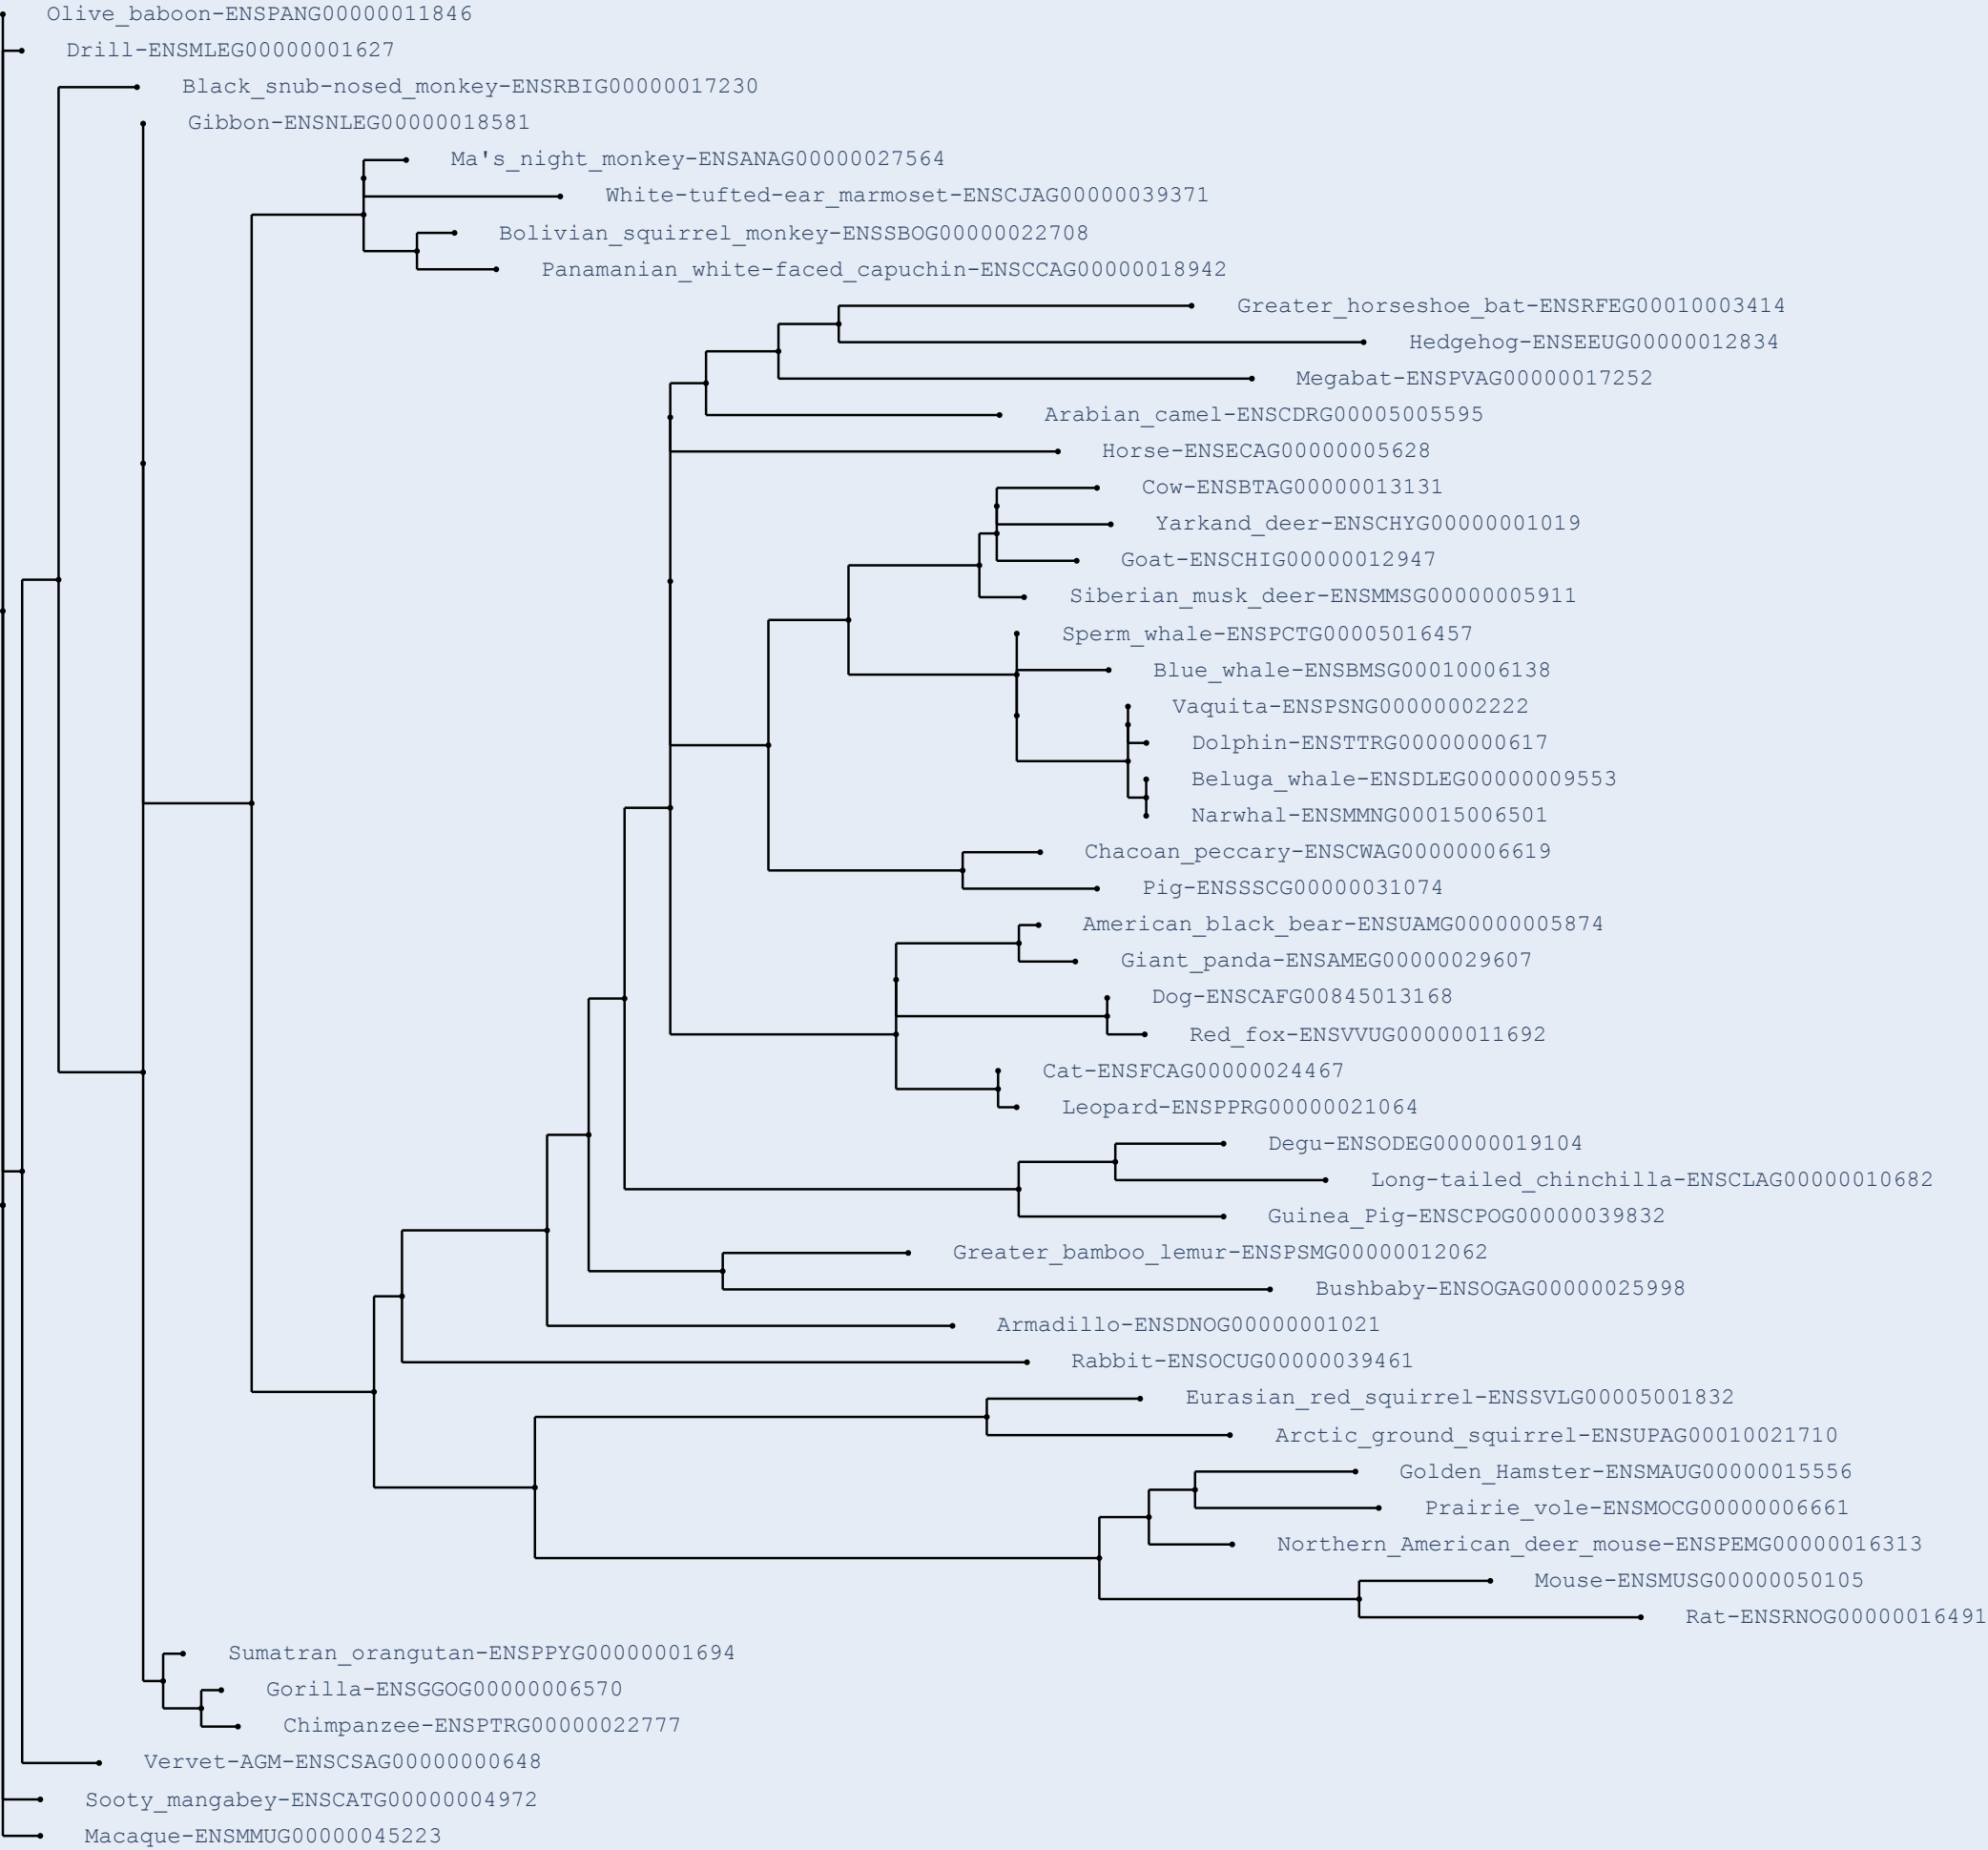 Olive_baboon-ENSPANG00000011846
Drill-ENSMLEG00000001627
Black_snub-nosed_monkey-ENSRBIG00000017230
Gibbon-ENSNLEG00000018581
Ma's_night_monkey-ENSANAG00000027564
White-tufted-ear_marmoset-ENSCJAG00000039371
Bolivian_squirrel_monkey-ENSSBOG00000022708
Panamanian_white-faced_capuchin-ENSCCAG00000018942
Greater_horseshoe_bat-ENSRFEG00010003414
Hedgehog-ENSEEUG00000012834
Megabat-ENSPVAG00000017252
Arabian_camel-ENSCDRG00005005595
Horse-ENSECAG00000005628
Cow-ENSBTAG00000013131
Yarkand_deer-ENSCHYG00000001019
Goat-ENSCHIG00000012947
Siberian_musk_deer-ENSMMSG00000005911
Sperm_whale-ENSPCTG00005016457
Blue_whale-ENSBMSG00010006138
Vaquita-ENSPSNG00000002222
Dolphin-ENSTTRG00000000617
Beluga_whale-ENSDLEG00000009553
Narwhal-ENSMMNG00015006501
Chacoan_peccary-ENSCWAG00000006619
Pig-ENSSSCG00000031074
American_black_bear-ENSUAMG00000005874
Giant_panda-ENSAMEG00000029607
Dog-ENSCAFG00845013168
Red_fox-ENSVVUG00000011692
Cat-ENSFCAG00000024467
Leopard-ENSPPRG00000021064
Degu-ENSODEG00000019104
Long-tailed_chinchilla-ENSCLAG00000010682
Guinea_Pig-ENSCPOG00000039832
Greater_bamboo_lemur-ENSPSMG00000012062
Bushbaby-ENSOGAG00000025998
Armadillo-ENSDNOG00000001021
Rabbit-ENSOCUG00000039461
Eurasian_red_squirrel-ENSSVLG00005001832
Arctic_ground_squirrel-ENSUPAG00010021710
Golden_Hamster-ENSMAUG00000015556
Prairie_vole-ENSMOCG00000006661
Northern_American_deer_mouse-ENSPEMG00000016313
Mouse-ENSMUSG00000050105
Rat-ENSRNOG00000016491
Sumatran_orangutan-ENSPPYG00000001694
Gorilla-ENSGGOG00000006570
Chimpanzee-ENSPTRG00000022777
Vervet-AGM-ENSCSAG00000000648
Sooty_mangabey-ENSCATG00000004972
Macaque-ENSMMUG00000045223